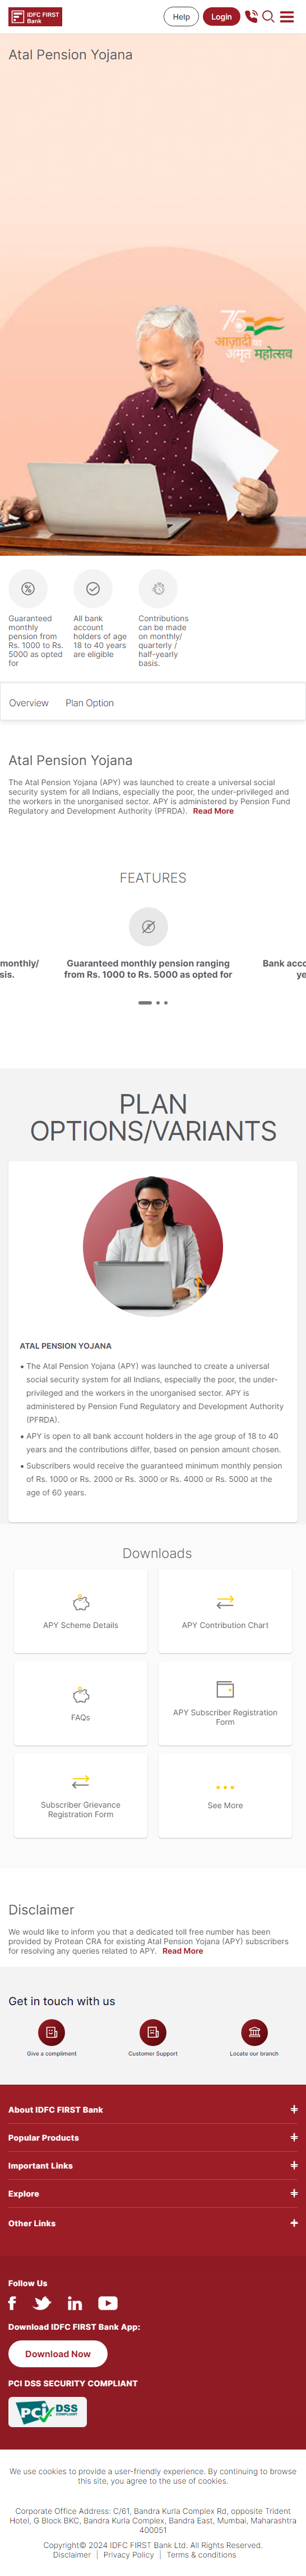 IDFC FIRST
Bank
Help
Login
Atal Pension Yojana
75
आज़ादी का
अमृत महोत्सव
Guaranteed
monthly
pension from
Rs. 1000 to Rs.
5000 as opted
for
All bank
account
holders of age
18 to 40 years
are eligible
Contributions
can be made
on monthly/
quarterly /
half-yearly
basis.
Overview
Plan Option
Atal Pension Yojana
The Atal Pension Yojana (APY) was launched to create a universal social
security system for all Indians, especially the poor, the under-privileged and
the workers in the unorganised sector. APY is administered by Pension Fund
Regulatory and Development Authority (PFRDA). Read More
FEATURES
monthly/
sis.
Guaranteed monthly pension ranging
from Rs. 1000 to Rs. 5000 as opted for
Bank acco
ye
PLAN
OPTIONS/VARIANTS
ATAL PENSION YOJANA
• The Atal Pension Yojana (APY) was launched to create a universal
social security system for all Indians, especially the poor, the under-
privileged and the workers in the unorganised sector. APY is
administered by Pension Fund Regulatory and Development Authority
(PFRDA).
• APY is open to all bank account holders in the age group of 18 to 40
years and the contributions differ, based on pension amount chosen.
• Subscribers would receive the guaranteed minimum monthly pension
of Rs. 1000 or Rs. 2000 or Rs. 3000 or Rs. 4000 or Rs. 5000 at the
age of 60 years.
Downloads
APY Scheme Details
APY Contribution Chart
FAQs
APY Subscriber Registration
Form
Subscriber Grievance
Registration Form
See More
Disclaimer
We would like to inform you that a dedicated toll free number has been
provided by Protean CRA for existing Atal Pension Yojana (APY) subscribers
for resolving any queries related to APY. Read More
Get in touch with us
Give a compliment
Customer Support
Locate our branch
About IDFC FIRST Bank
Popular Products
Important Links
Explore
Other Links
Follow Us
Download IDFC FIRST Bank App:
Download Now
PCI DSS SECURITY COMPLIANT
PCI DSS
COMPLIANT
We use cookies to provide a user-friendly experience. By continuing to browse
this site, you agree to the use of cookies.
Corporate Office Address: C/61, Bandra Kurla Complex Rd, opposite Trident
Hotel, G Block BKC, Bandra Kurla Complex, Bandra East, Mumbai, Maharashtra
400051
Copyright© 2024 IDFC FIRST Bank Ltd. All Rights Reserved.
Disclaimer | Privacy Policy | Terms & conditions